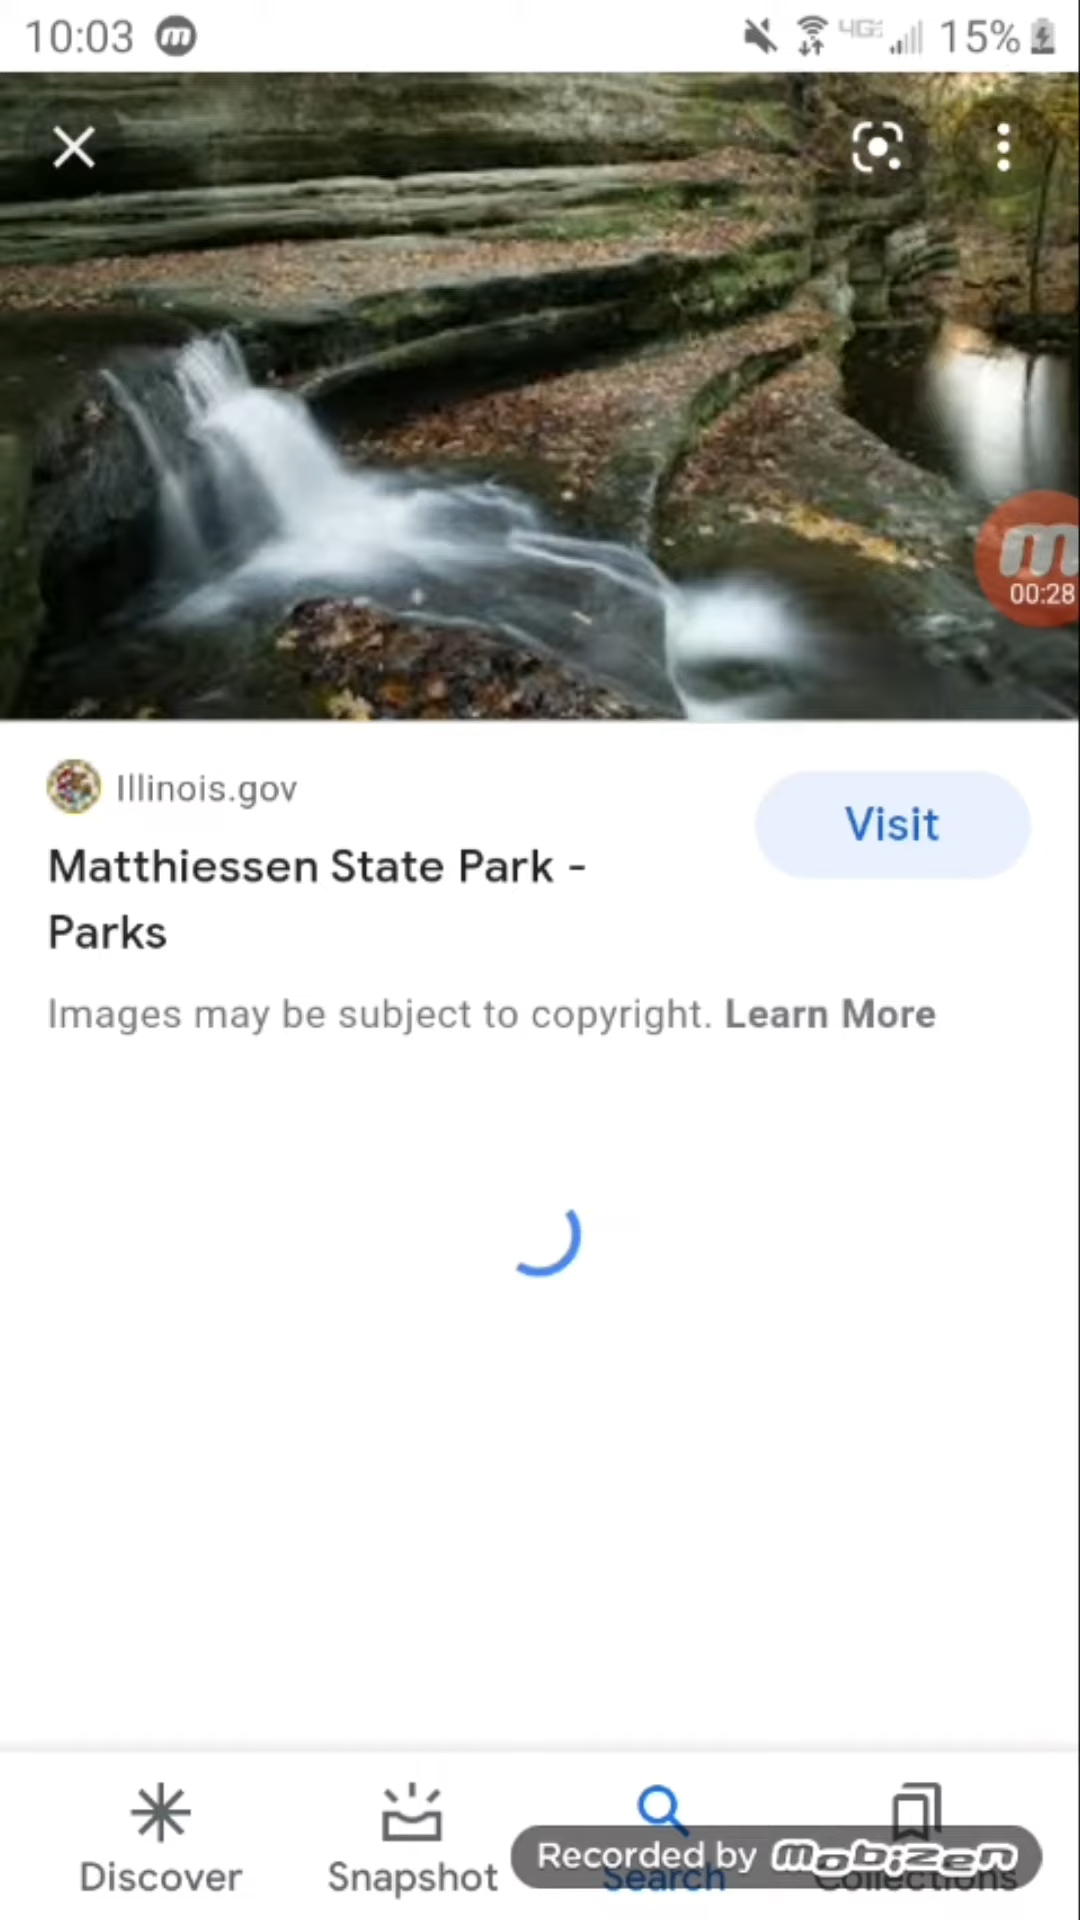 10:03 m 4G 15%
m
00:28
Illinois.gov
Visit
Matthiessen State Park -
Parks
Images may be subject to copyright. Learn More
Discover
Snapshot
Search
Collections
Recorded by mobizen